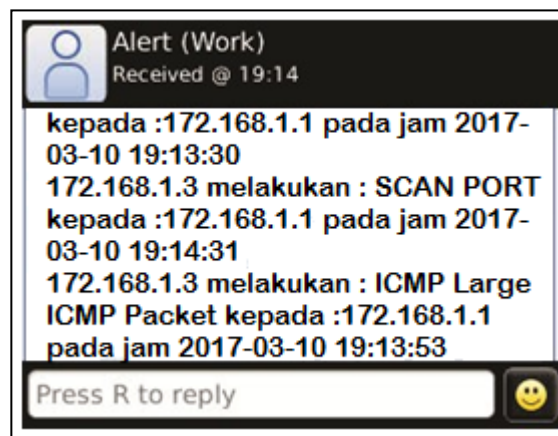 Alert (Work)
Received @ 19:14
kepada :172.168.1.1 pada jam 2017-
03-10 19:13:30
172.168.1.3 melakukan : SCAN PORT
kepada :172.168.1.1 pada jam 2017-
03-10 19:14:31
172.168.1.3 melakukan : ICMP Large
ICMP Packet kepada :172.168.1.1
pada jam 2017-03-10 19:13:53
Press R to reply